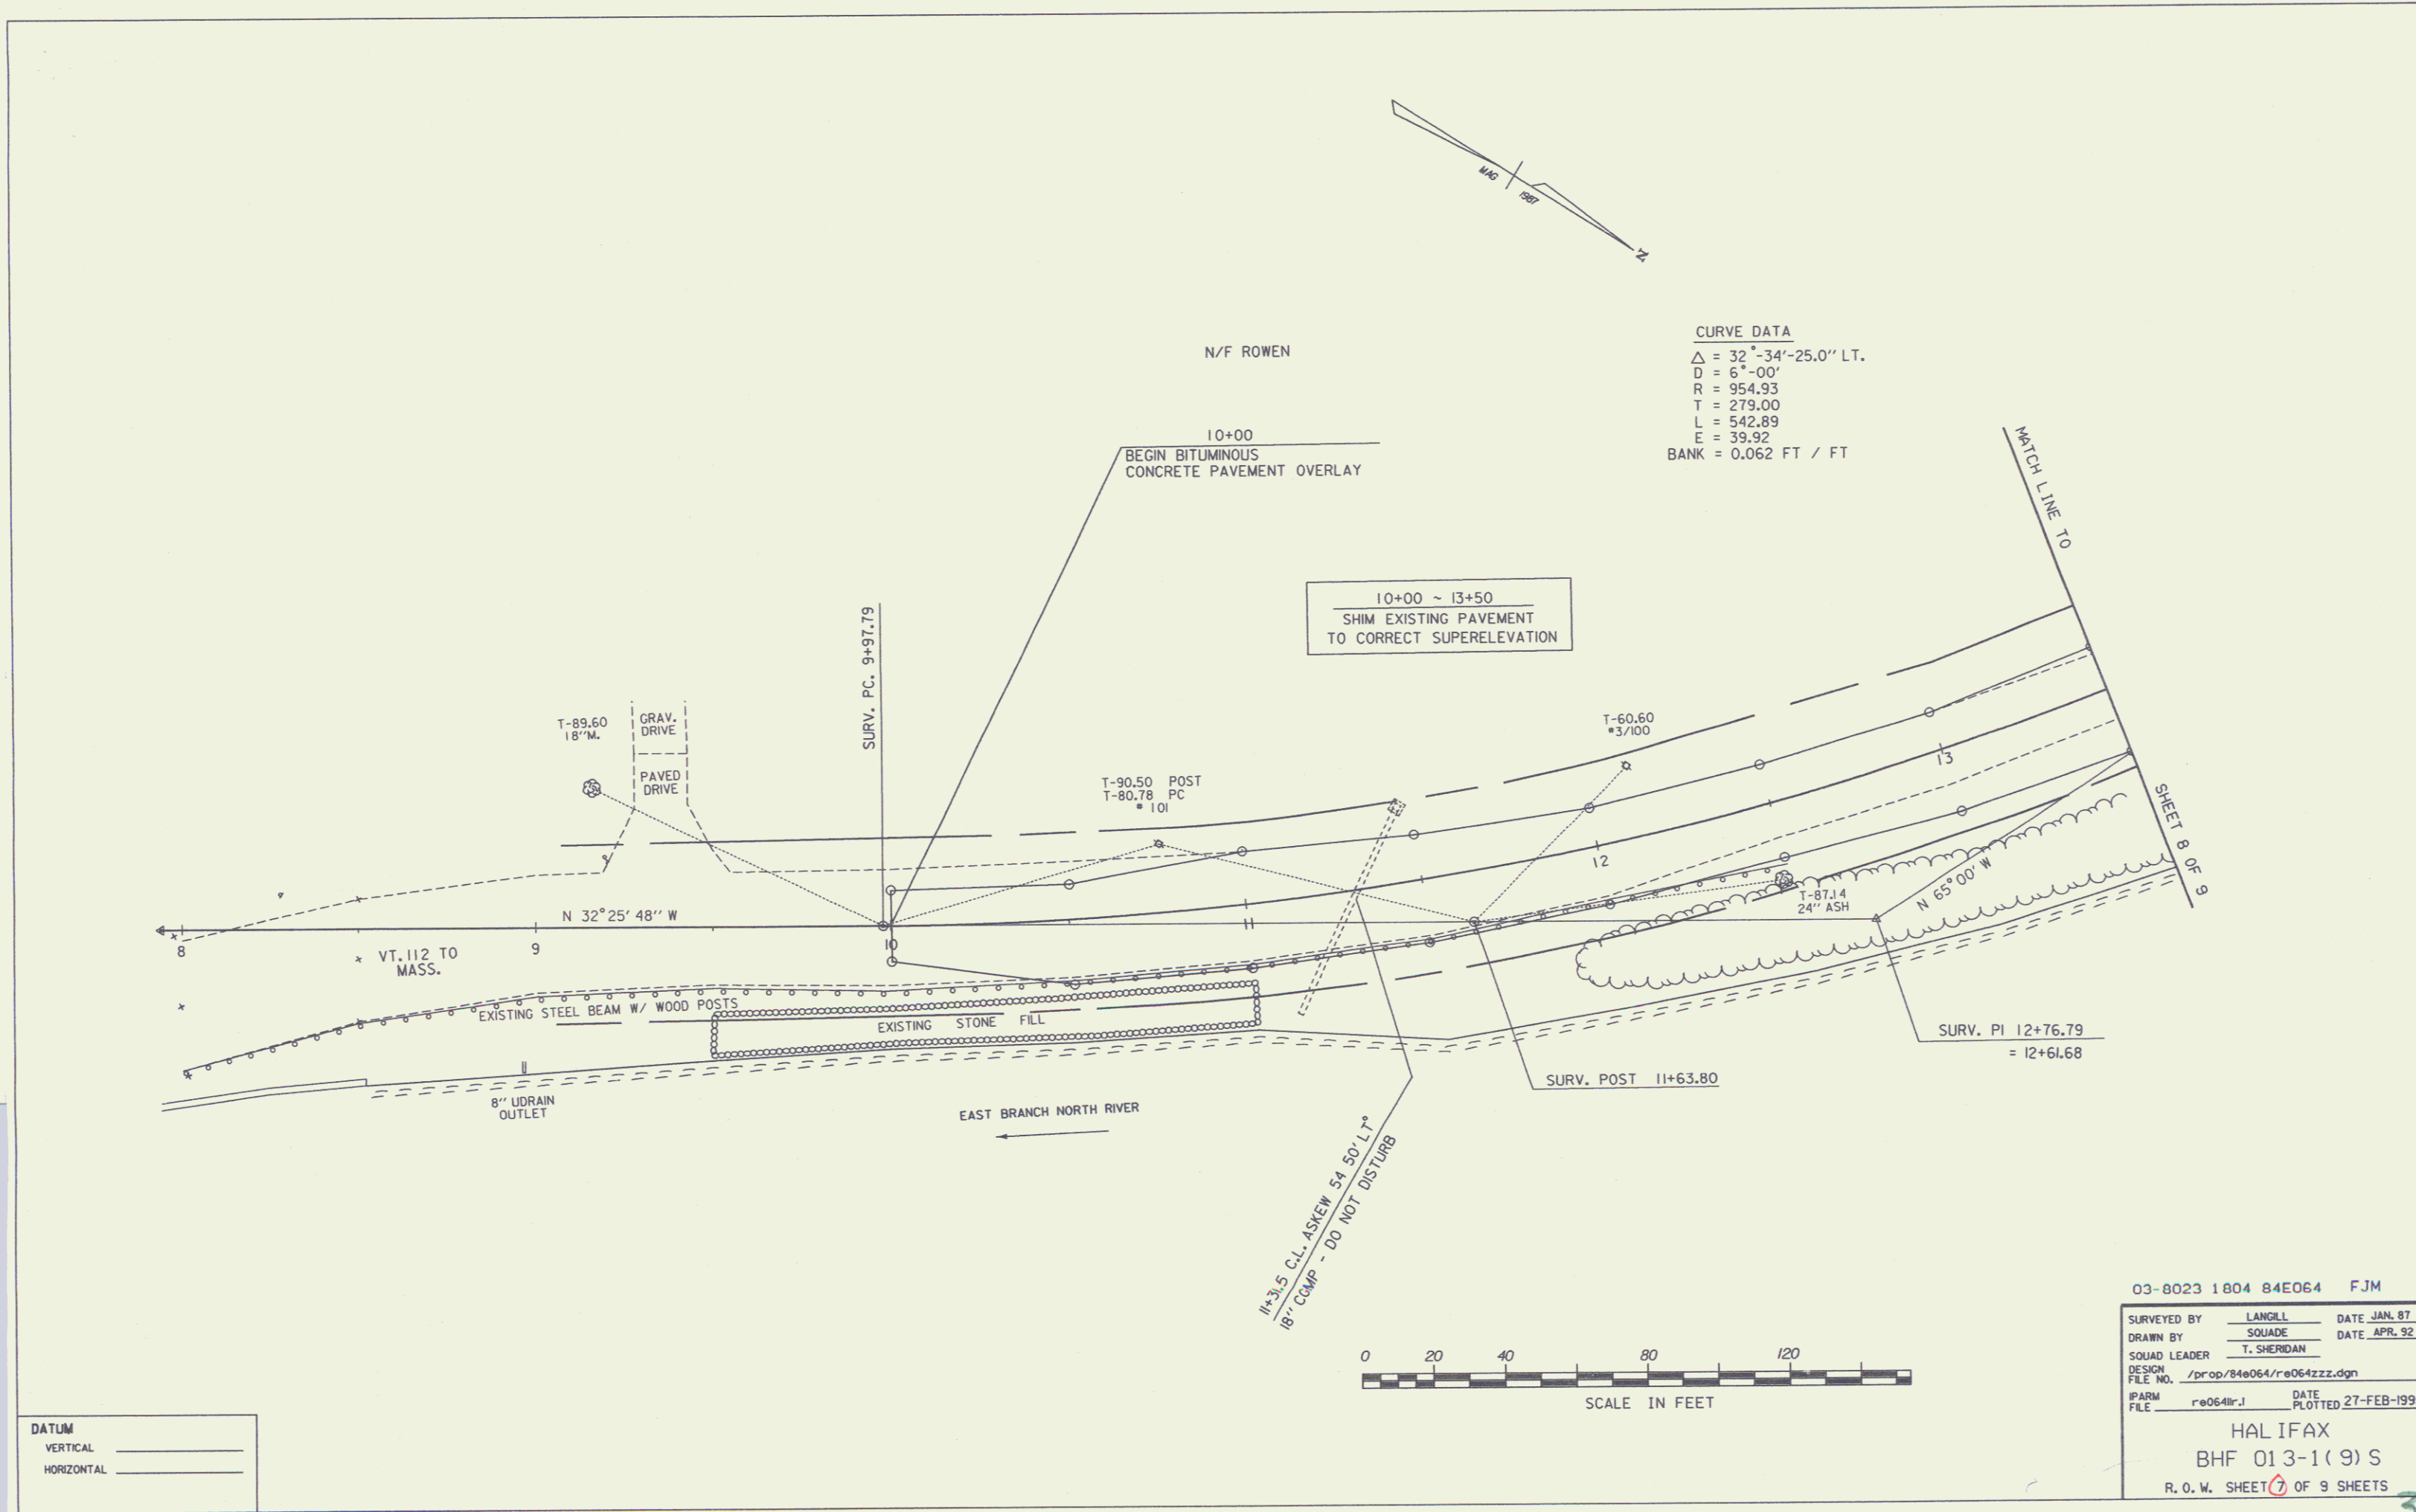 MAG
1987
N
N/F ROWEN
CURVE DATA
△ = 32°-34'-25.0" LT.
D = 6°-00'
R = 954.93
T = 279.00
L = 542.89
E = 39.92
BANK = 0.062 FT / FT
10+00
BEGIN BITUMINOUS
CONCRETE PAVEMENT OVERLAY
MATCH LINE TO
SHEET 8 OF 9
10+00 ~ 13+50
SHIM EXISTING PAVEMENT
TO CORRECT SUPERELEVATION
SURV. PC. 9+97.79
T-89.60
18"M.
GRAV.
DRIVE
PAVED
DRIVE
T-90.50 POST
T-80.78 PC
#101
T-60.60
#3/100
13
12
11
10
9
8
N 32°25'48" W
VT.112 TO
MASS.
T-87.14
24" ASH
N 65°00' W
EXISTING STEEL BEAM W/ WOOD POSTS
EXISTING STONE FILL
8" UDRAIN
OUTLET
EAST BRANCH NORTH RIVER
SURV. PI 12+76.79
= 12+61.68
SURV. POST 11+63.80
11+31.5 C.L. ASKEW 54 50' LT°
18" CGMP - DO NOT DISTURB
0 20 40 80 120
SCALE IN FEET
DATUM
VERTICAL
HORIZONTAL
03-8023 1804 84E064 FJM
SURVEYED BY LANGILL DATE JAN. 87
DRAWN BY SQUADE DATE APR. 92
SQUAD LEADER T. SHERIDAN
DESIGN
FILE NO. /prop/84e064/re064zzz.dgn
IPARM
FILE re064llr.i
DATE
PLOTTED 27-FEB-199
HALIFAX
BHF 013-1(9)S
R.O.W. SHEET 7 OF 9 SHEETS